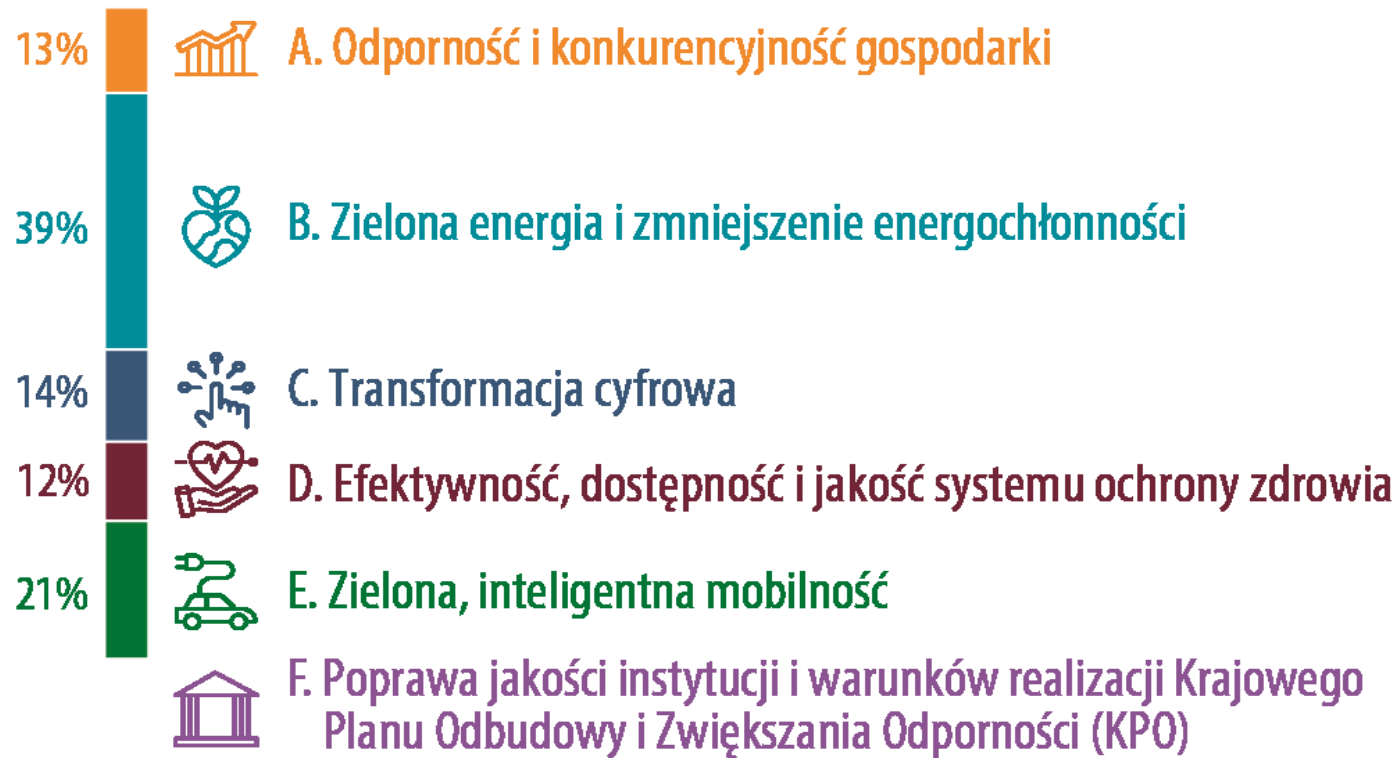 13% A. Odporność i konkurencyjność gospodarki
39% B. Zielona energia i zmniejszenie energochłonności
14% C. Transformacja cyfrowa
12% D. Efektywność, dostępność i jakość systemu ochrony zdrowia
21% E. Zielona, inteligentna mobilność
F. Poprawa jakości instytucji i warunków realizacji Krajowego
Planu Odbudowy i Zwiększania Odporności (KPO)